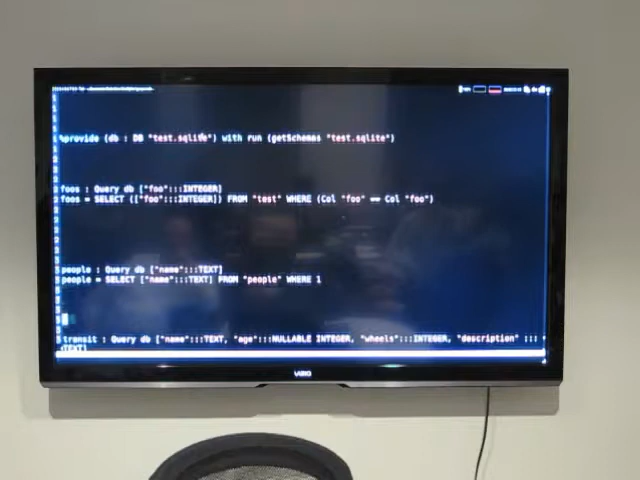 %provide (db : DB "test.sqlite") with run (getSchemas "test.sqlite")
foos : Query db ["foo":::INTEGER]
foos = SELECT (["foo":::INTEGER]) FROM "test" WHERE (Col "foo" == Col "foo")
people : Query db ["name":::TEXT]
people = SELECT ["name":::TEXT] FROM "people" WHERE 1
transit : Query db ["name":::TEXT, "age":::NULLABLE INTEGER, "wheels":::INTEGER, "description" :::
TEXT]
VIZIO